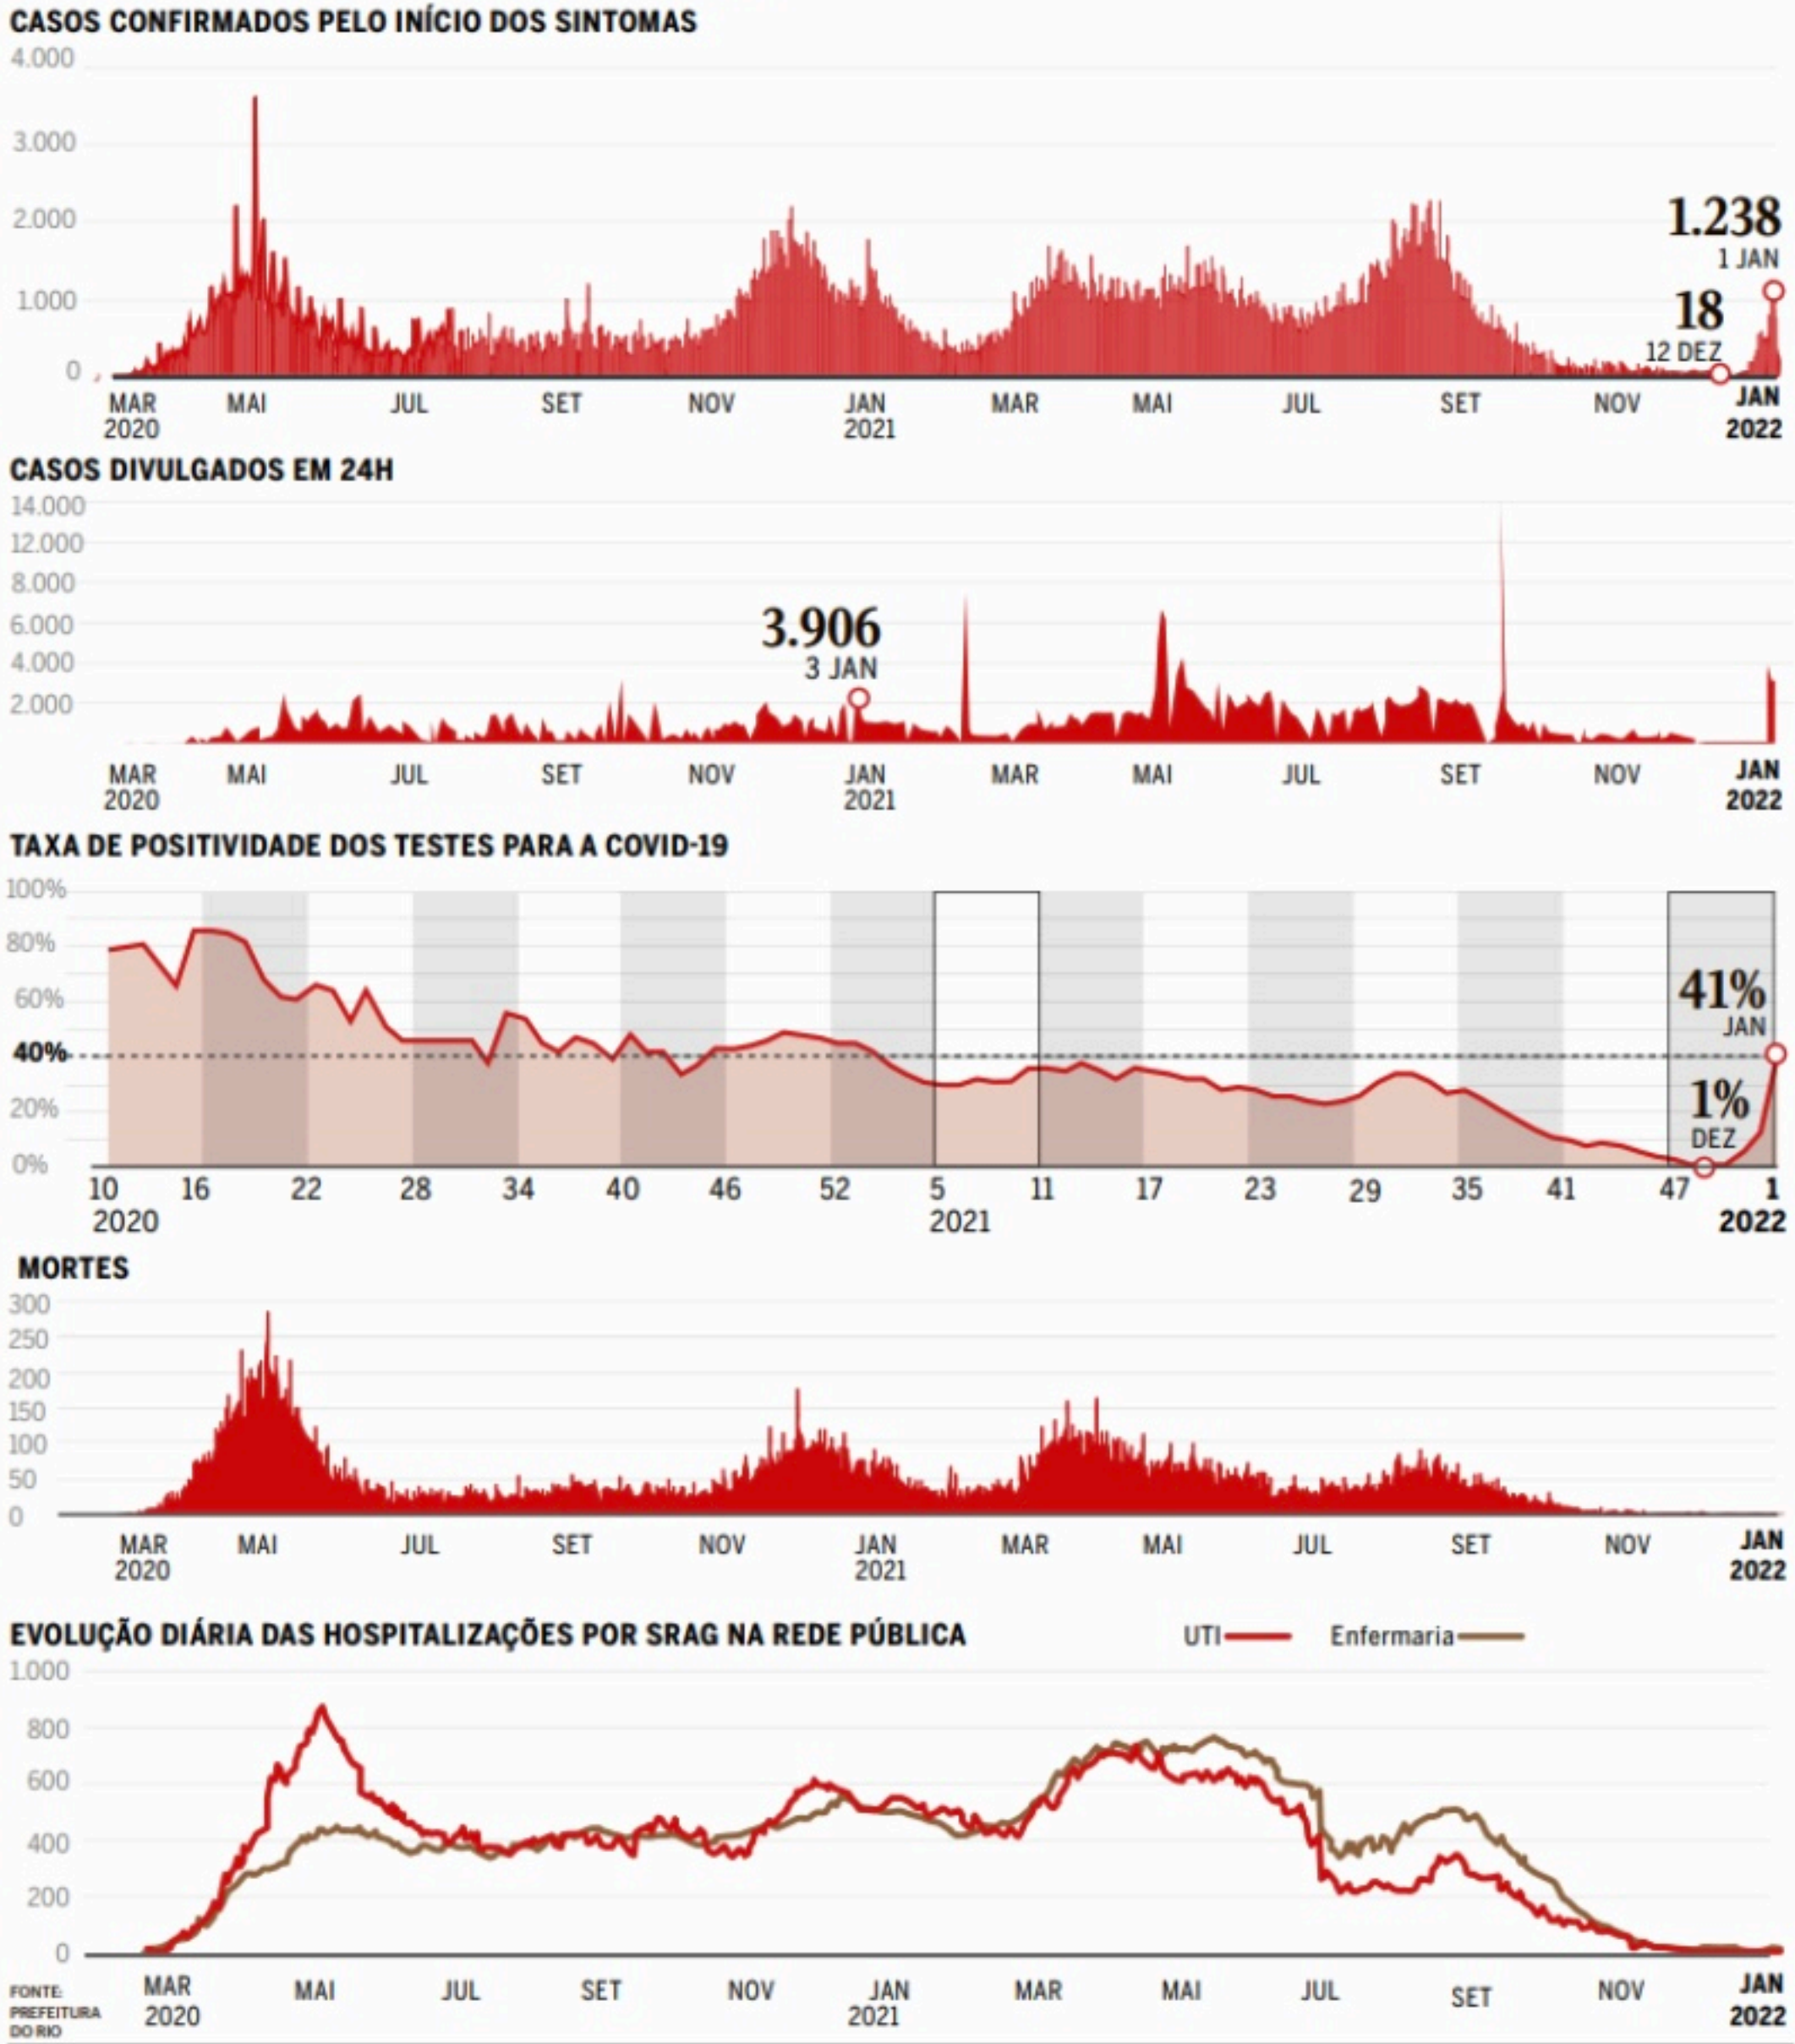 CASOS CONFIRMADOS PELO INÍCIO DOS SINTOMAS
4.000
3.000
2.000
1.000
0
1.238
1 JAN
18
12 DEZ
MAR MAI JUL SET NOV JAN MAR MAI JUL SET NOV JAN
2020 2021 2022
CASOS DIVULGADOS EM 24H
14.000
12.000
8.000
6.000
4.000
2.000
3.906
3 JAN
MAR MAI JUL SET NOV JAN MAR MAI JUL SET NOV JAN
2020 2021 2022
TAXA DE POSITIVIDADE DOS TESTES PARA A COVID-19
100%
80%
60%
40%
20%
0%
41%
JAN
1%
DEZ
10 16 22 28 34 40 46 52 5 11 17 23 29 35 41 47 1
2020 2021 2022
MORTES
300
250
200
150
100
50
0
MAR MAI JUL SET NOV JAN MAR MAI JUL SET NOV JAN
2020 2021 2022
EVOLUÇÃO DIÁRIA DAS HOSPITALIZAÇÕES POR SRAG NA REDE PÚBLICA UTI Enfermaria
1.000
800
600
400
200
0
MAR MAI JUL SET NOV JAN MAR MAI JUL SET NOV JAN
2020 2021 2022
FONTE:
PREFEITURA
DO RIO